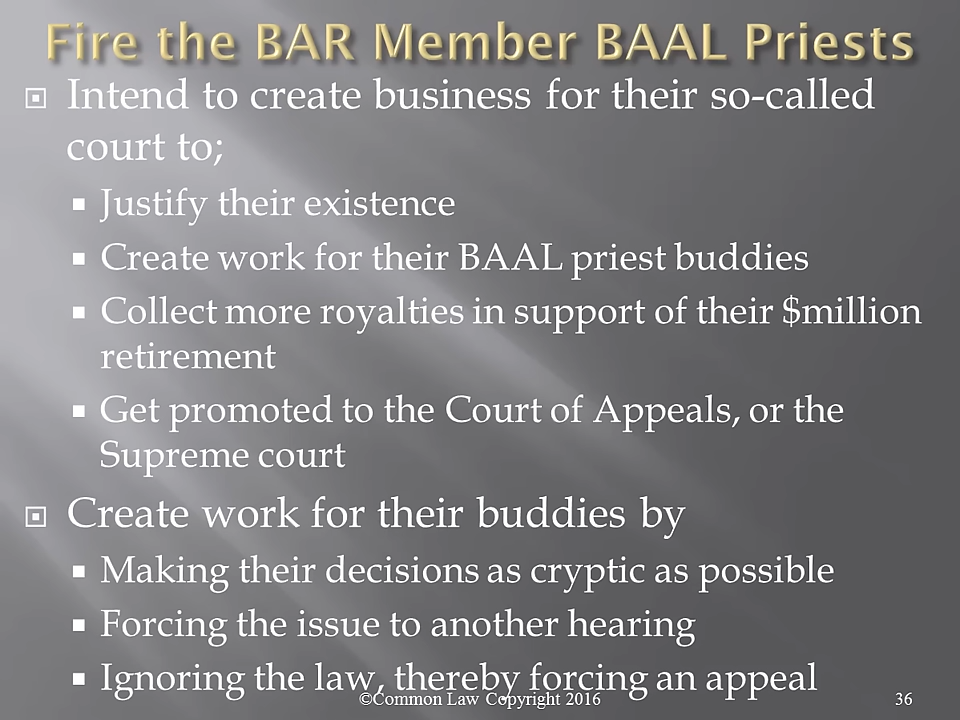 Fire the BAR Member BAAL Priests
Intend to create business for their so-called
court to;
Justify their existence
Create work for their BAAL priest buddies
Collect more royalties in support of their $million
retirement
Get promoted to the Court of Appeals, or the
Supreme court
Create work for their buddies by
Making their decisions as cryptic as possible
Forcing the issue to another hearing
Ignoring the law, thereby forcing an appeal
©Common Law Copyright 2016
36